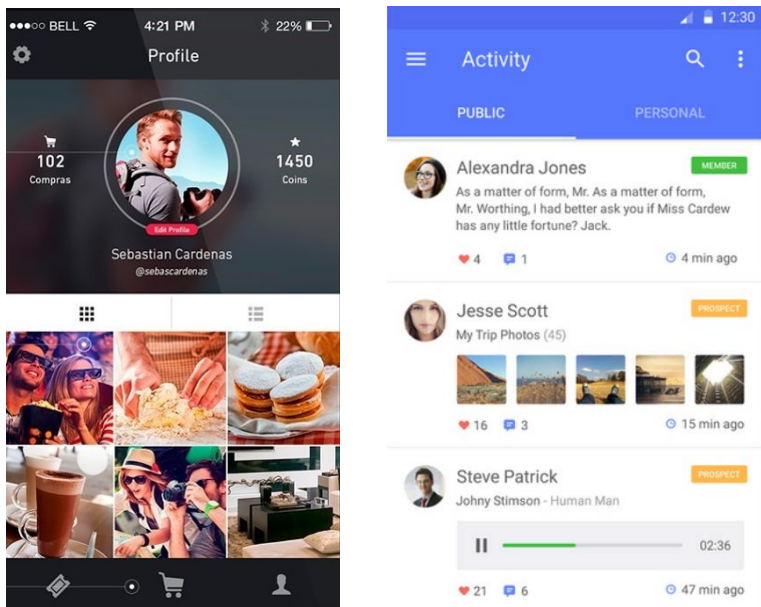 BELL 4:21 PM 22%
Profile
102
Compras
1450
Coins
Edit Profile
Sebastian Cardenas
@sebascardenas
12:30
Activity
PUBLIC PERSONAL
Alexandra Jones MEMBER
As a matter of form, Mr. As a matter of form,
Mr. Worthing, I had better ask you if Miss Cardew
has any little fortune? Jack.
4 1 4 min ago
Jesse Scott PROSPECT
My Trip Photos (45)
16 3 15 min ago
Steve Patrick PROSPECT
Johny Stimson - Human Man
02:36
21 6 47 min ago